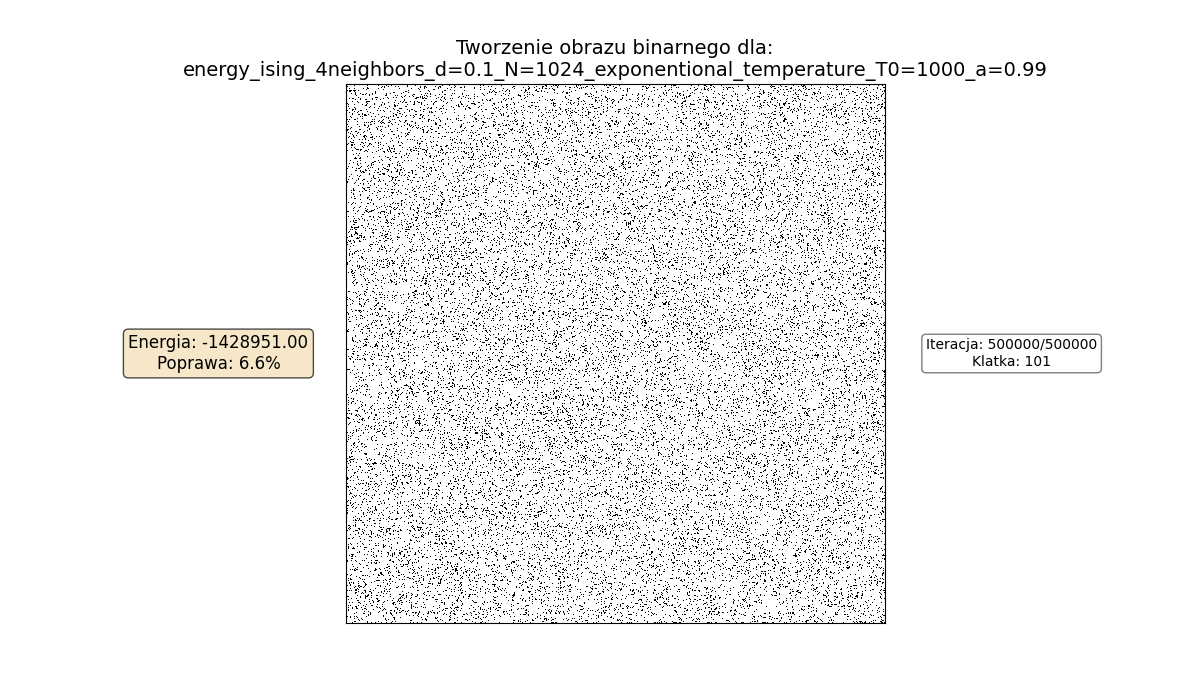 Tworzenie obrazu binarnego dla:
energy_ising_4neighbors_d=0.1_N=1024_exponentional_temperature_T0=1000_a=0.99
Energia: -1428951.00
Poprawa: 6.6%
Iteracja: 500000/500000
Klatka: 101